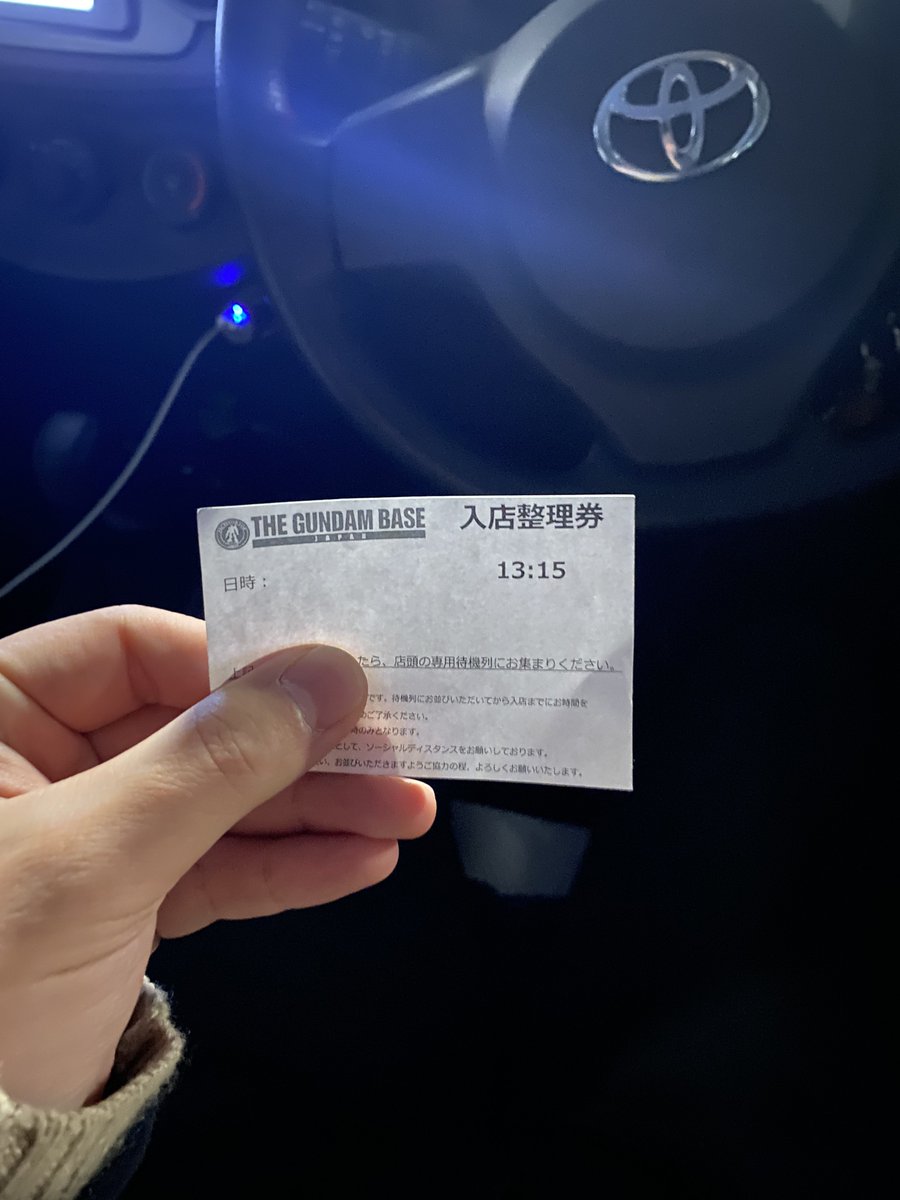 THE GUNDAM BASE
JAPAN
入店整理券
日時：
13:15
たら、店頭の専用待機列にお集まりください。
です。待機列にお並びいただいてから入店までにお時間を
のご了承ください。
時のみとなります。
として、ソーシャルディスタンスをお願いしております。
い、お並びいただきますようご協力の程、よろしくお願いいたします。